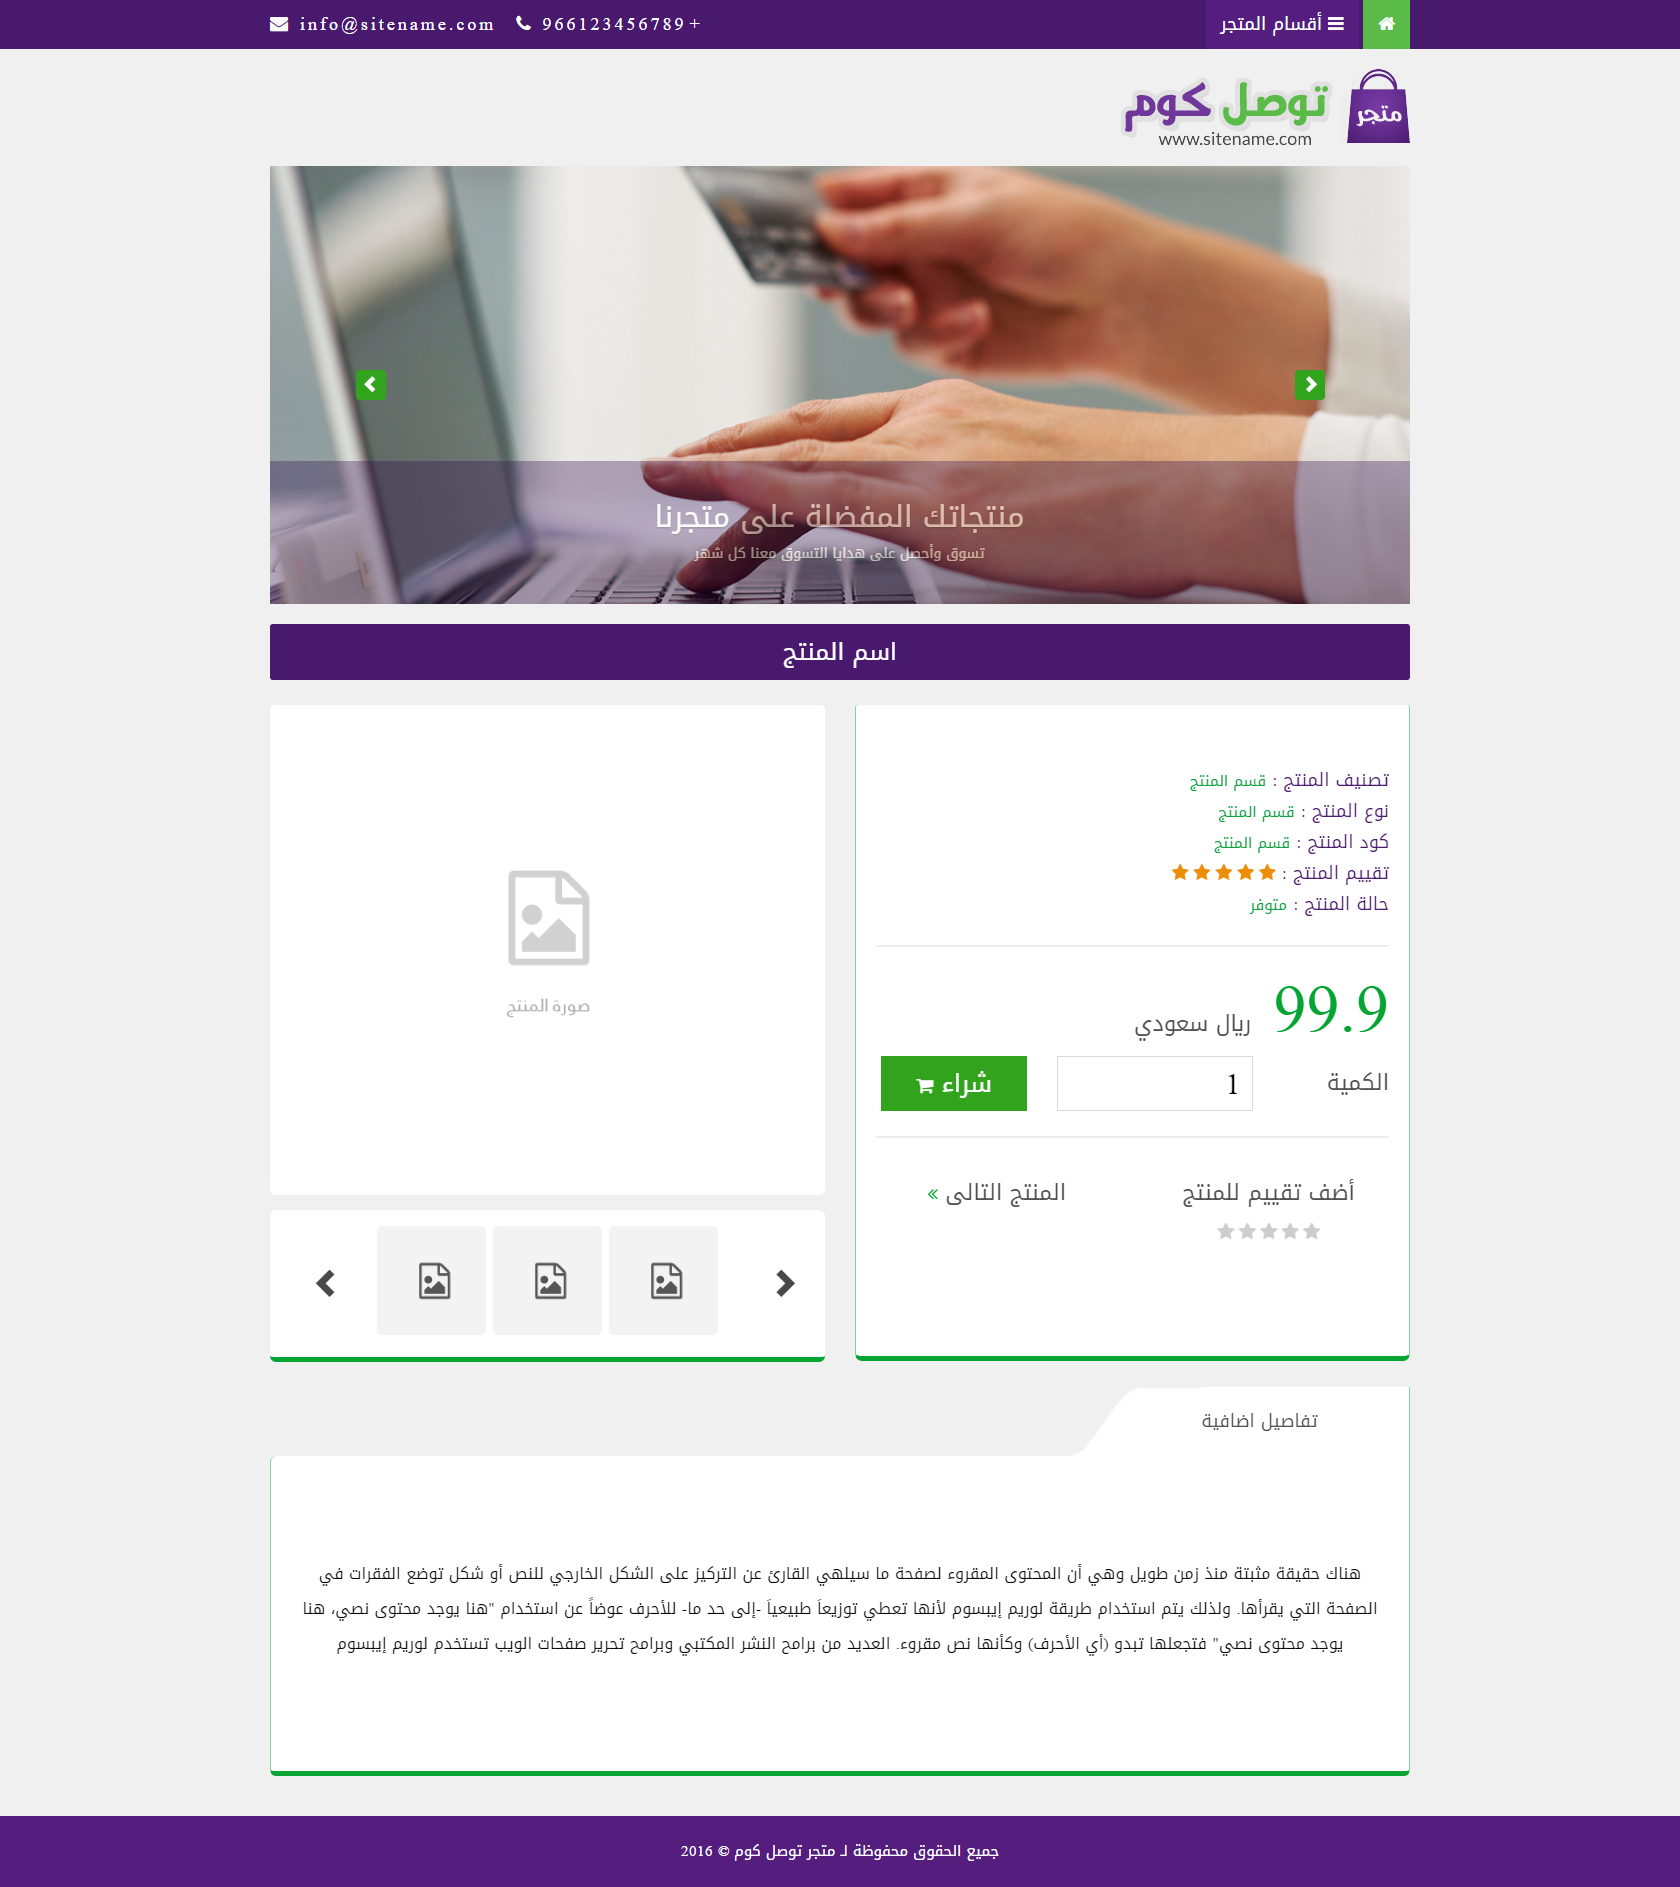 أقسام المتجر
966123456789+
info@sitename.com
متجر
توصل كوم
www.sitename.com
منتجاتك المفضلة على متجرنا
تسوق وأحصل على هدايا التسوق معنا كل شهر
اسم المنتج
تصنيف المنتج : قسم المنتج
نوع المنتج : قسم المنتج
كود المنتج : قسم المنتج
تقييم المنتج :
حالة المنتج : متوفر
99.9 ريال سعودي
الكمية 1 شراء
أضف تقييم للمنتج
المنتج التالى »
صورة المنتج
تفاصيل اضافية
هناك حقيقة مثبتة منذ زمن طويل وهي أن المحتوى المقروء لصفحة ما سيلهي القارئ عن التركيز على الشكل الخارجي للنص أو شكل توضع الفقرات في
الصفحة التي يقرأها. ولذلك يتم استخدام طريقة لوريم إيبسوم لأنها تعطي توزيعاَ طبيعياَ -إلى حد ما- للأحرف عوضاً عن استخدام "هنا يوجد محتوى نصي، هنا
يوجد محتوى نصي" فتجعلها تبدو (أي الأحرف) وكأنها نص مقروء. العديد من برامح النشر المكتبي وبرامح تحرير صفحات الويب تستخدم لوريم إيبسوم
جميع الحقوق محفوظة لـ متجر توصل كوم © 2016